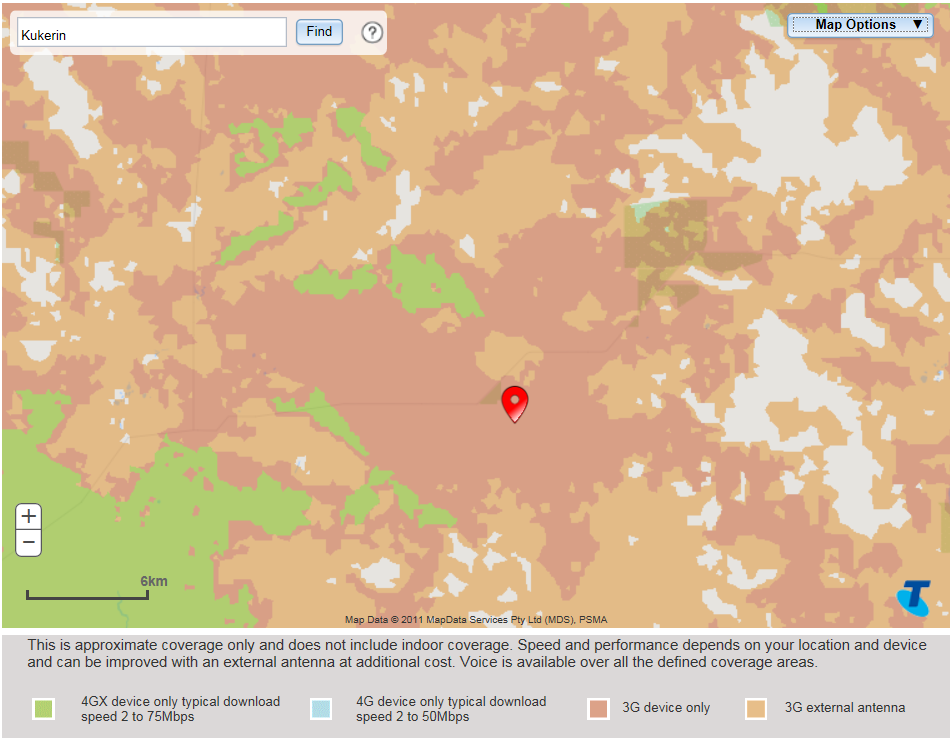 Kukerin
Find
?
Map Options ▼
+
−
6km
Map Data © 2011 MapData Services Pty Ltd (MDS), PSMA
T
This is approximate coverage only and does not include indoor coverage. Speed and performance depends on your location and device
and can be improved with an external antenna at additional cost. Voice is available over all the defined coverage areas.
4GX device only typical download
speed 2 to 75Mbps
4G device only typical download
speed 2 to 50Mbps
3G device only
3G external antenna